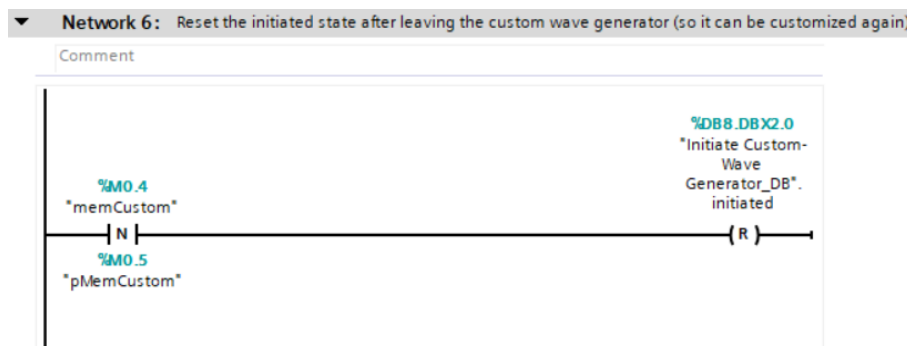 Network 6: Reset the initiated state after leaving the custom wave generator (so it can be customized again)
Comment
%DB8.DBX2.0
"Initiate Custom-
Wave
Generator_DB".
initiated
%M0.4
"memCustom"
N
R
%M0.5
"pMemCustom"